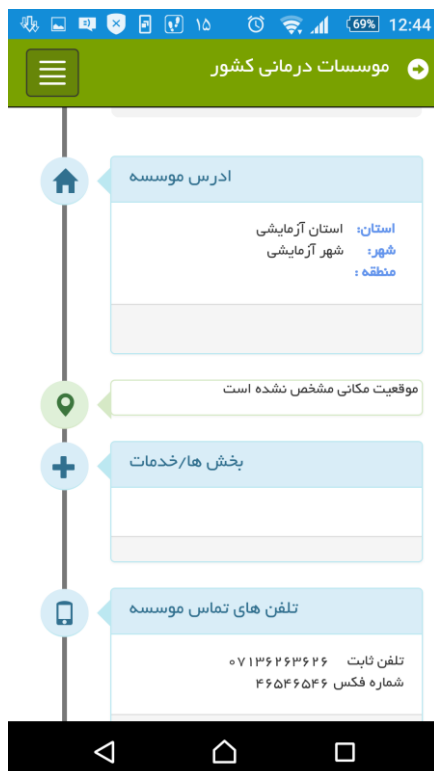 ۱۵ 69% 12:44
موسسات درمانی کشور
ادرس موسسه
استان: استان آزمایشی
شهر: شهر آزمایشی
منطقه :
موقعیت مکانی مشخص نشده است
بخش ها/خدمات
تلفن های تماس موسسه
تلفن ثابت ۰۷۱۳۶۲۶۳۶۲۶
شماره فکس ۴۶۵۴۶۵۴۶